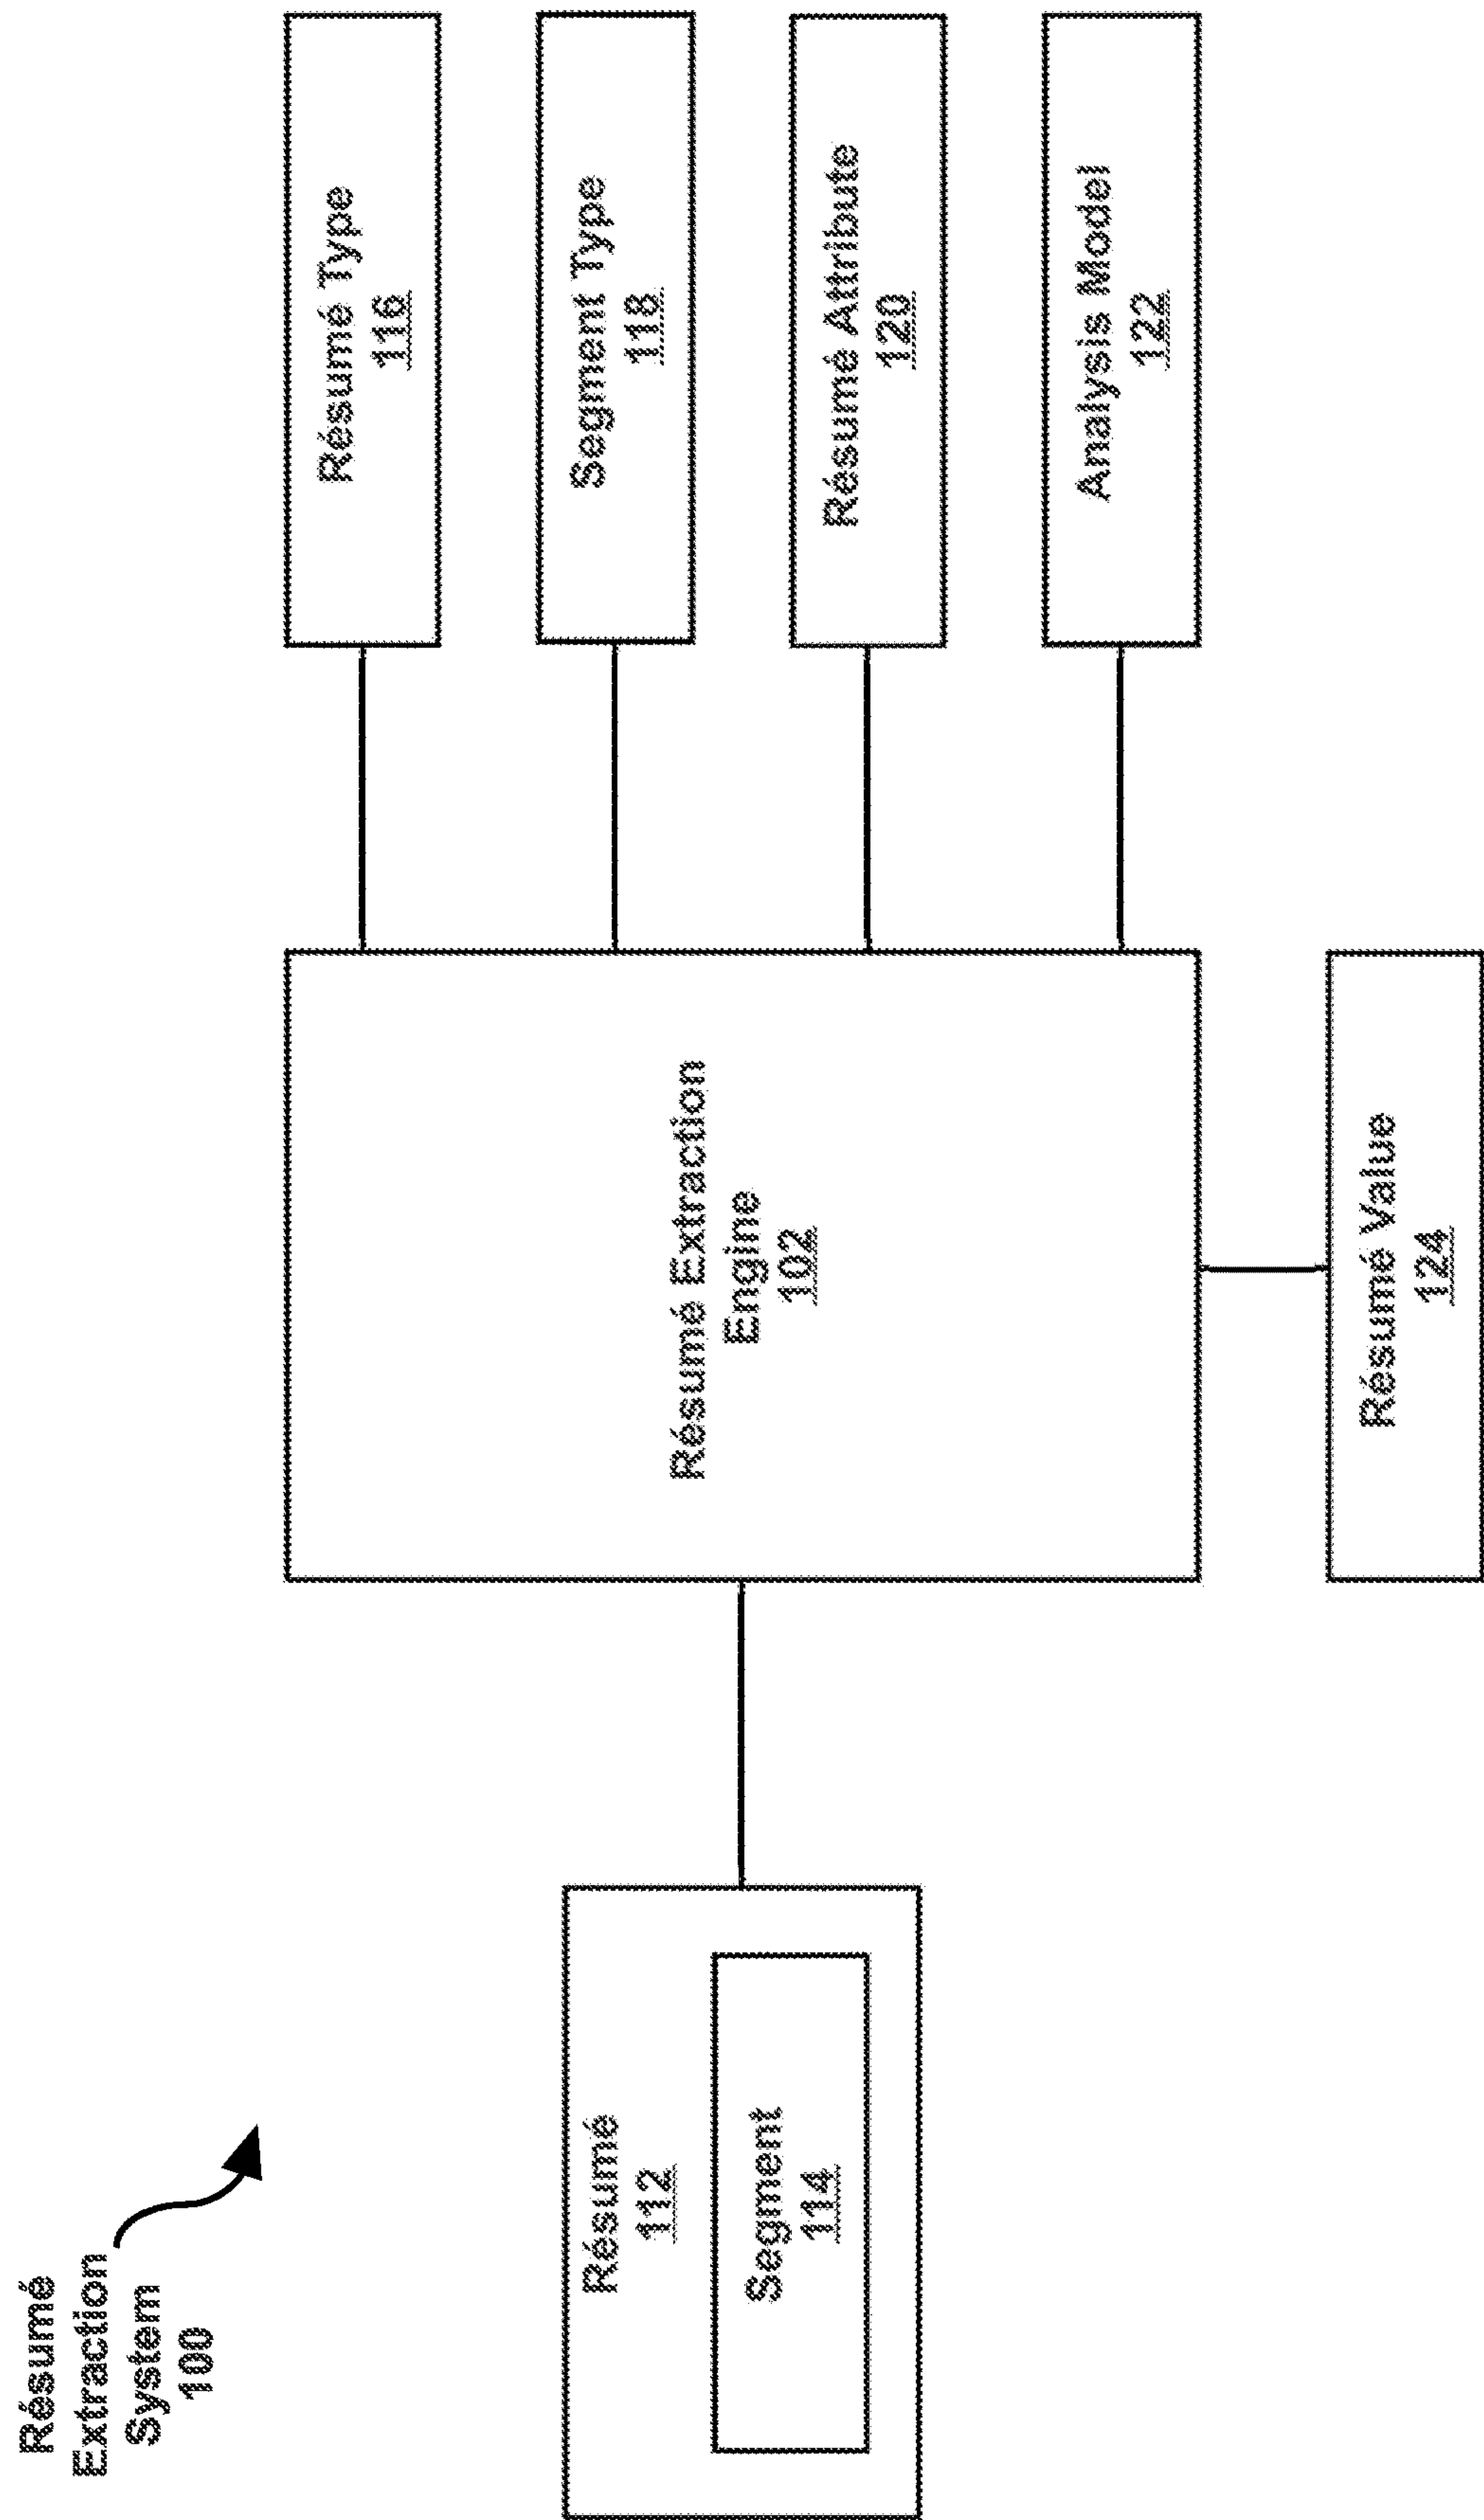 Résumé
Extraction
System
100
Résumé
112
Segment
114
Résumé Extraction
Engine
102
Résumé Type
116
Segment Type
118
Résumé Attribute
120
Analysis Model
122
Résumé Value
124